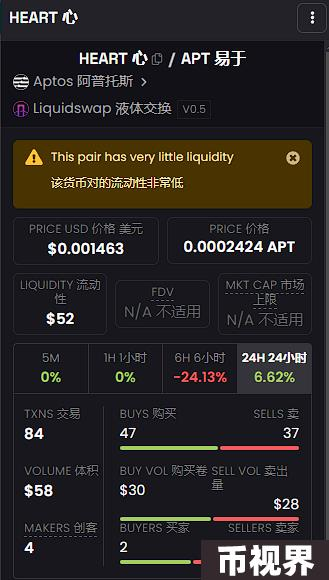 HEART 心
HEART 心 / APT 易于
Aptos 阿普托斯
Liquidswap 液体交换 V0.5
This pair has very little liquidity
该货币对的流动性非常低
PRICE USD 价格 美元
$0.001463
PRICE 价格
0.0002424 APT
LIQUIDITY 流动
性
$52
FDV
N/A 不适用
MKT CAP 市场
上限
N/A 不适用
5M
0%
1H 1小时
0%
6H 6小时
-24.13%
24H 24小时
6.62%
TXNS 交易
84
BUYS 购买
47
SELLS 卖
37
VOLUME 体积
$58
BUY VOL 购买卷
$30
SELL VOL 卖出
量
$28
MAKERS 创客
4
BUYERS 买家
2
SELLERS 卖家
币视界